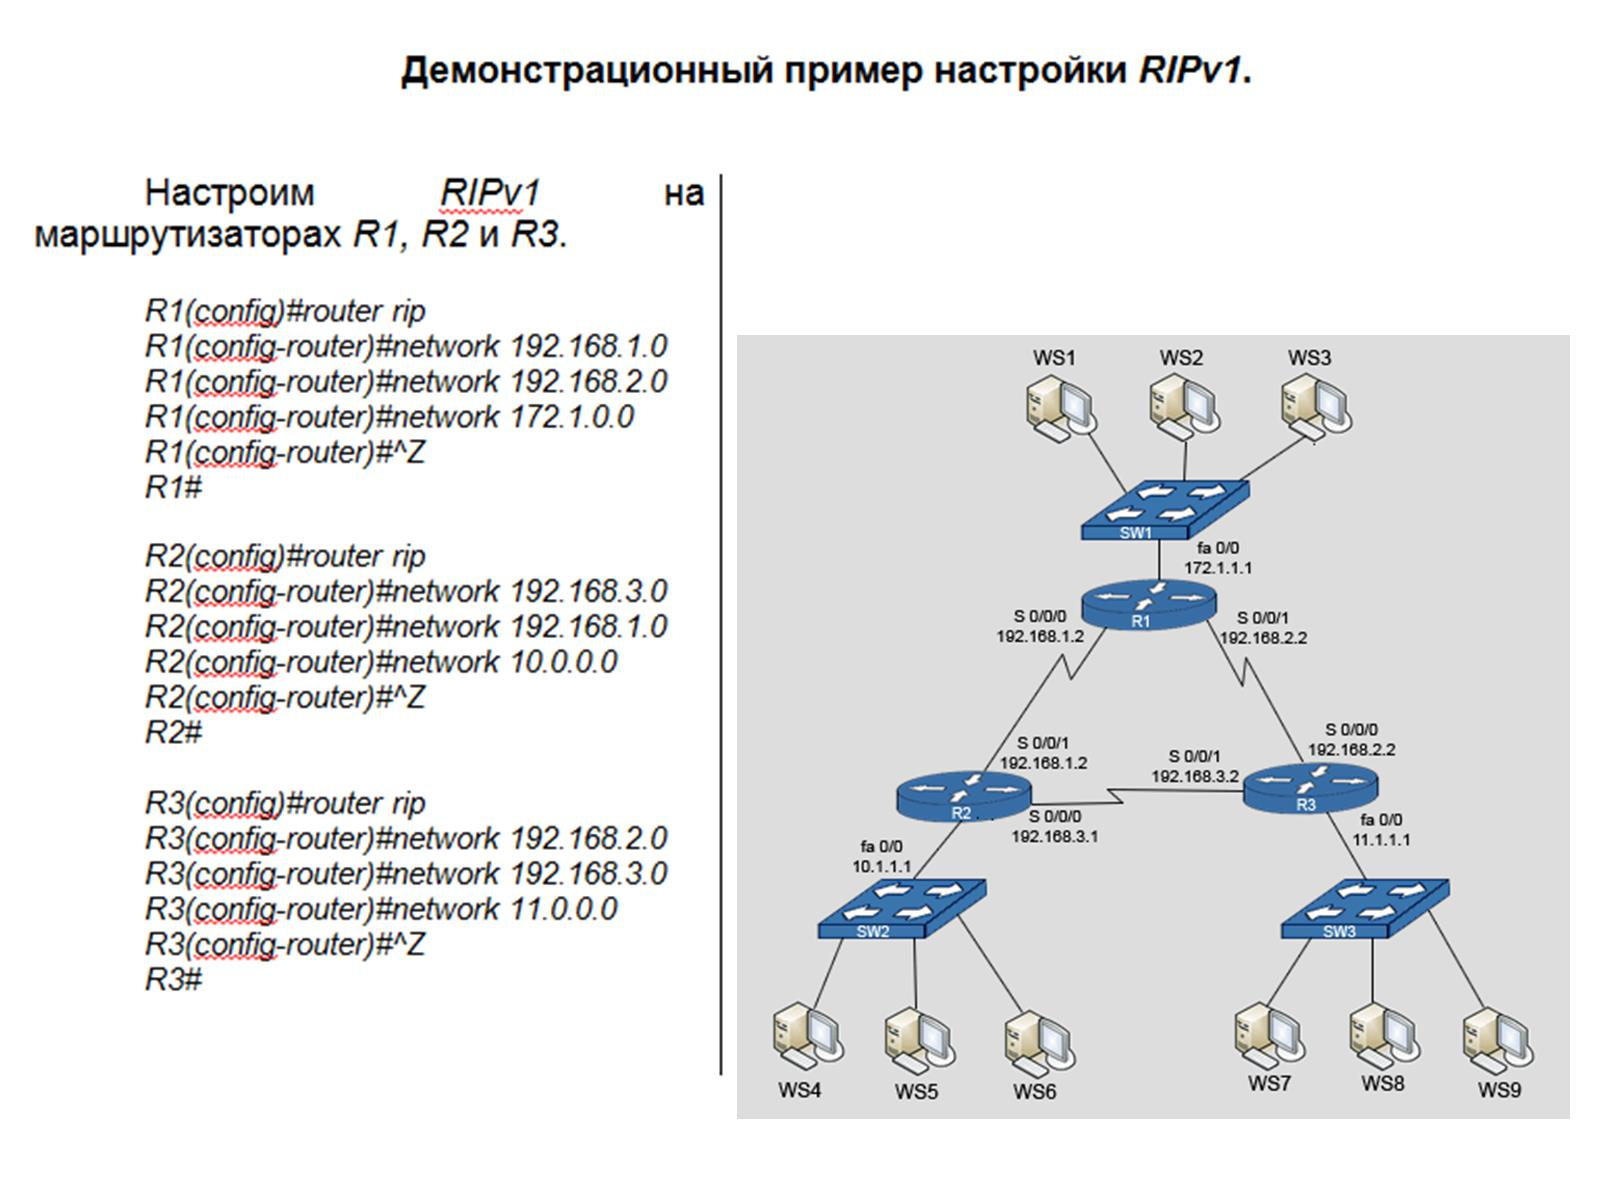 Демонстрационный пример настройки RIPv1.
Настроим RIPv1 на
маршрутизаторах R1, R2 и R3.
R1(config)#router rip
R1(config-router)#network 192.168.1.0
R1(config-router)#network 192.168.2.0
R1(config-router)#network 172.1.0.0
R1(config-router)#^Z
R1#
R2(config)#router rip
R2(config-router)#network 192.168.3.0
R2(config-router)#network 192.168.1.0
R2(config-router)#network 10.0.0.0
R2(config-router)#^Z
R2#
R3(config)#router rip
R3(config-router)#network 192.168.2.0
R3(config-router)#network 192.168.3.0
R3(config-router)#network 11.0.0.0
R3(config-router)#^Z
R3#
WS1 WS2 WS3
SW1
fa 0/0
172.1.1.1
R1
S 0/0/0
192.168.1.2
S 0/0/1
192.168.2.2
S 0/0/1
192.168.1.2
S 0/0/1
192.168.3.2
S 0/0/0
192.168.2.2
R2
R3
S 0/0/0
192.168.3.1
fa 0/0
10.1.1.1
fa 0/0
11.1.1.1
SW2
SW3
WS4 WS5 WS6
WS7 WS8 WS9